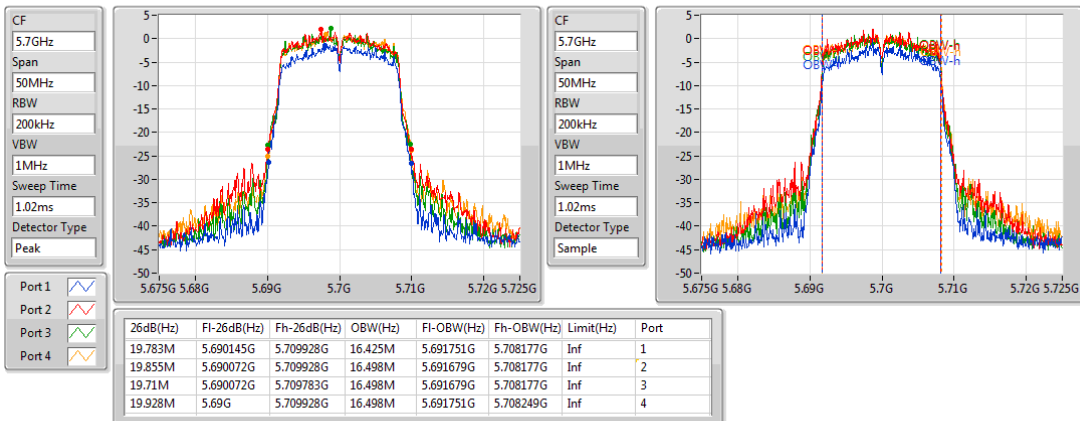 CF
5.7GHz
Span
50MHz
RBW
200kHz
VBW
1MHz
Sweep Time
1.02ms
Detector Type
Peak
5
0
-5
-10
-15
-20
-25
-30
-35
-40
-45
-50
5.675G 5.68G 5.69G 5.7G 5.71G 5.72G 5.725G
CF
5.7GHz
Span
50MHz
RBW
200kHz
VBW
1MHz
Sweep Time
1.02ms
Detector Type
Sample
5
0
-5
-10
-15
-20
-25
-30
-35
-40
-45
-50
5.675G 5.68G 5.69G 5.7G 5.71G 5.72G 5.725G
Port 1
Port 2
Port 3
Port 4
26dB(Hz) Fl-26dB(Hz) Fh-26dB(Hz) OBW(Hz) Fl-OBW(Hz) Fh-OBW(Hz) Limit(Hz) Port
19.783M 5.690145G 5.709928G 16.425M 5.691751G 5.708177G Inf 1
19.855M 5.690072G 5.709928G 16.498M 5.691679G 5.708177G Inf 2
19.71M 5.690072G 5.709783G 16.498M 5.691679G 5.708177G Inf 3
19.928M 5.69G 5.709928G 16.498M 5.691751G 5.708249G Inf 4